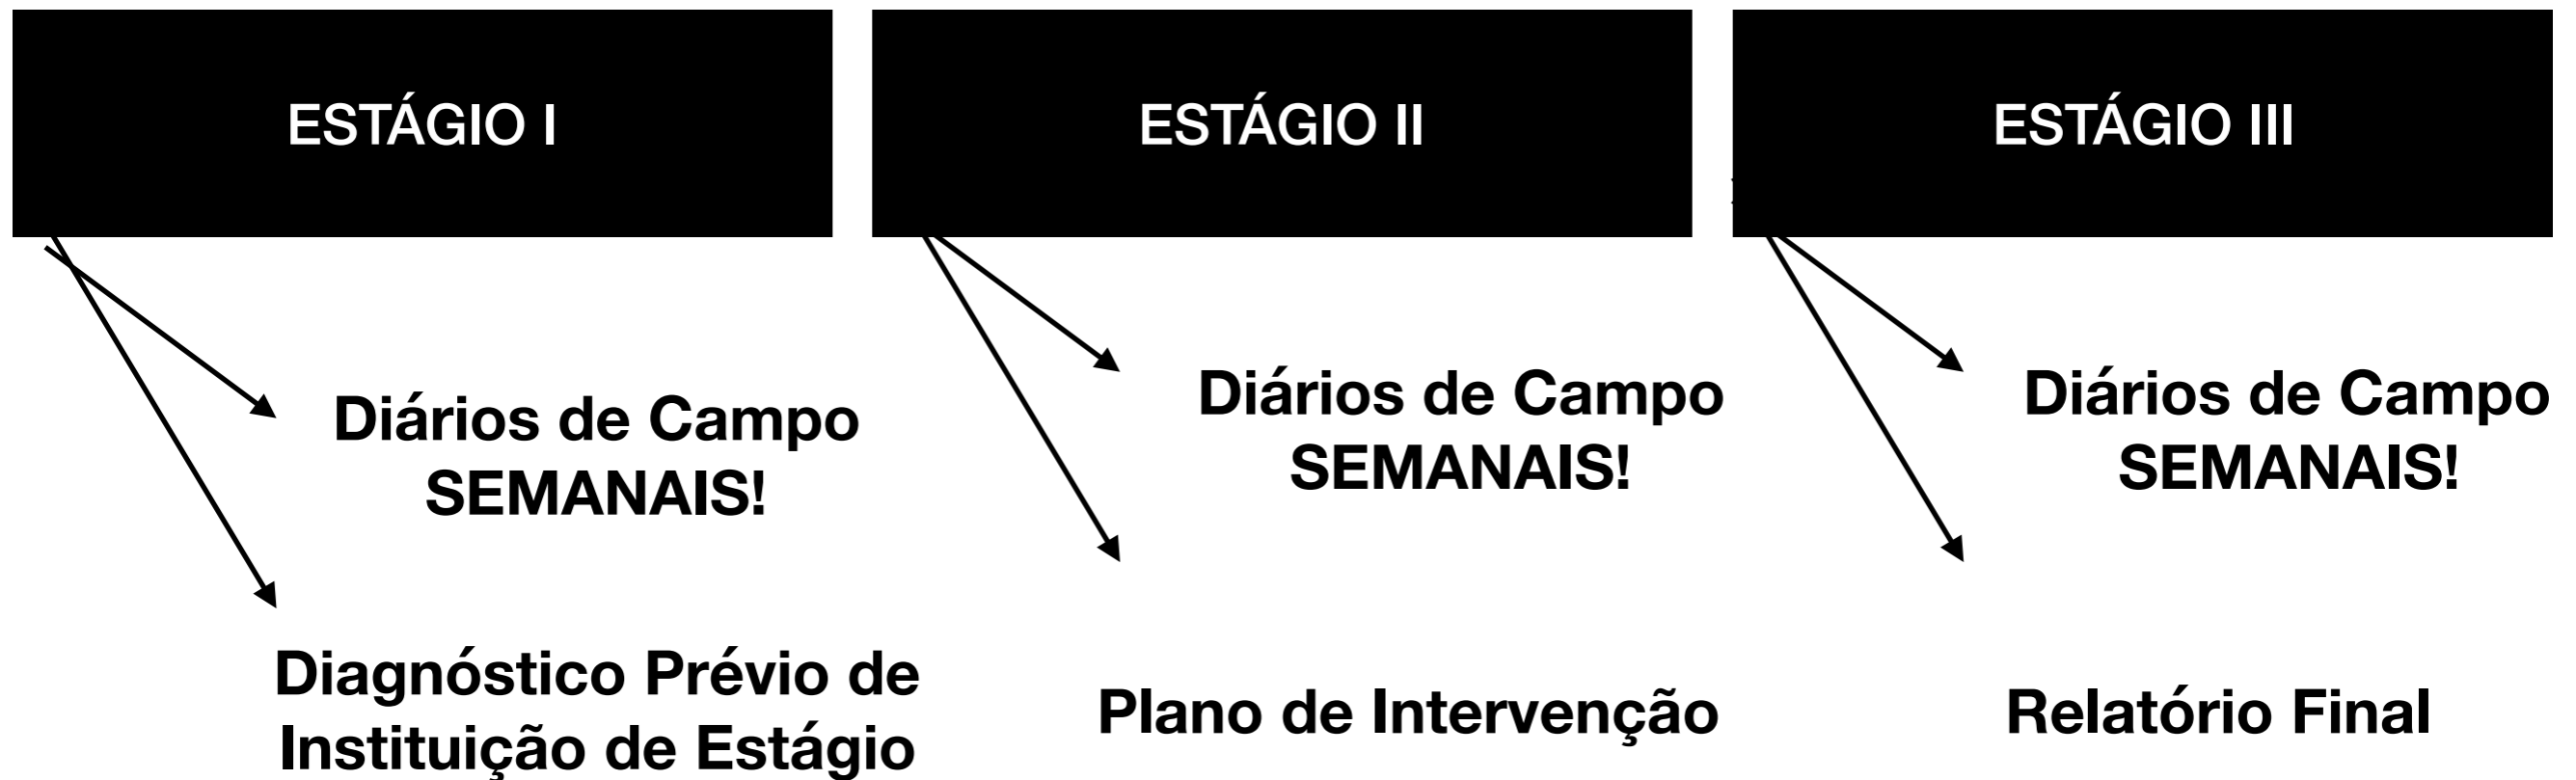 ESTÁGIO I
ESTÁGIO II
ESTÁGIO III
Diários de Campo
SEMANAIS!
Diários de Campo
SEMANAIS!
Diários de Campo
SEMANAIS!
Diagnóstico Prévio de
Instituição de Estágio
Plano de Intervenção
Relatório Final